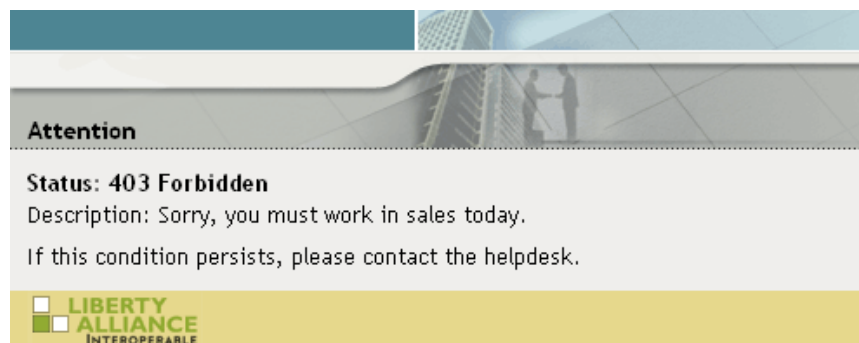 Attention
Status: 403 Forbidden
Description: Sorry, you must work in sales today.
If this condition persists, please contact the helpdesk.
LIBERTY
ALLIANCE
INTEROPERABLE